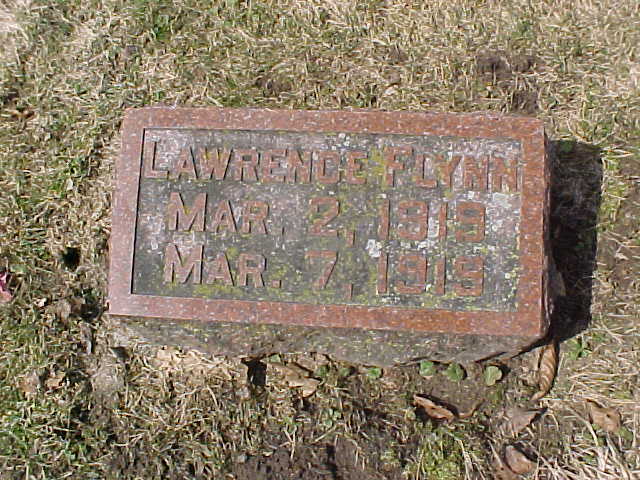 LAWRENCE FLYNN
MAR. 2, 1919
MAR. 7, 1919